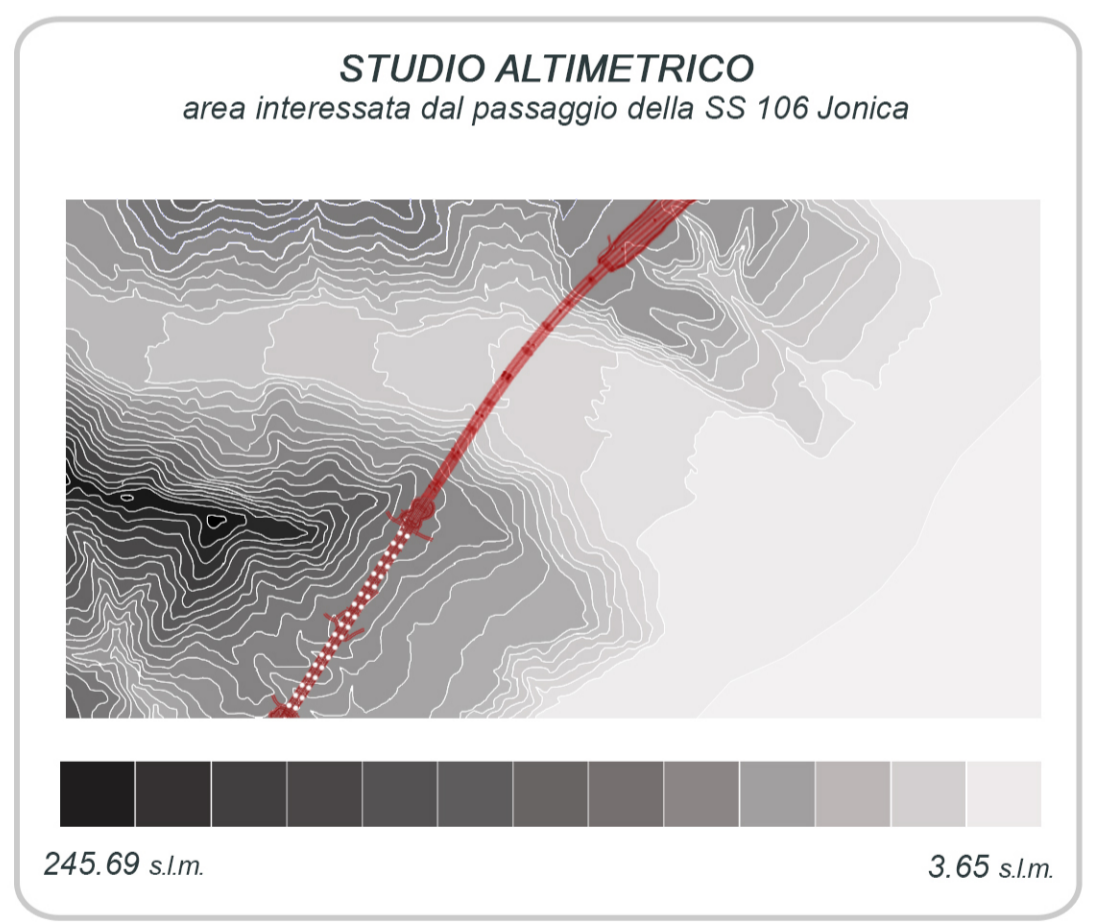 STUDIO ALTIMETRICO
area interessata dal passaggio della SS 106 Jonica
245.69 s.l.m.
3.65 s.l.m.